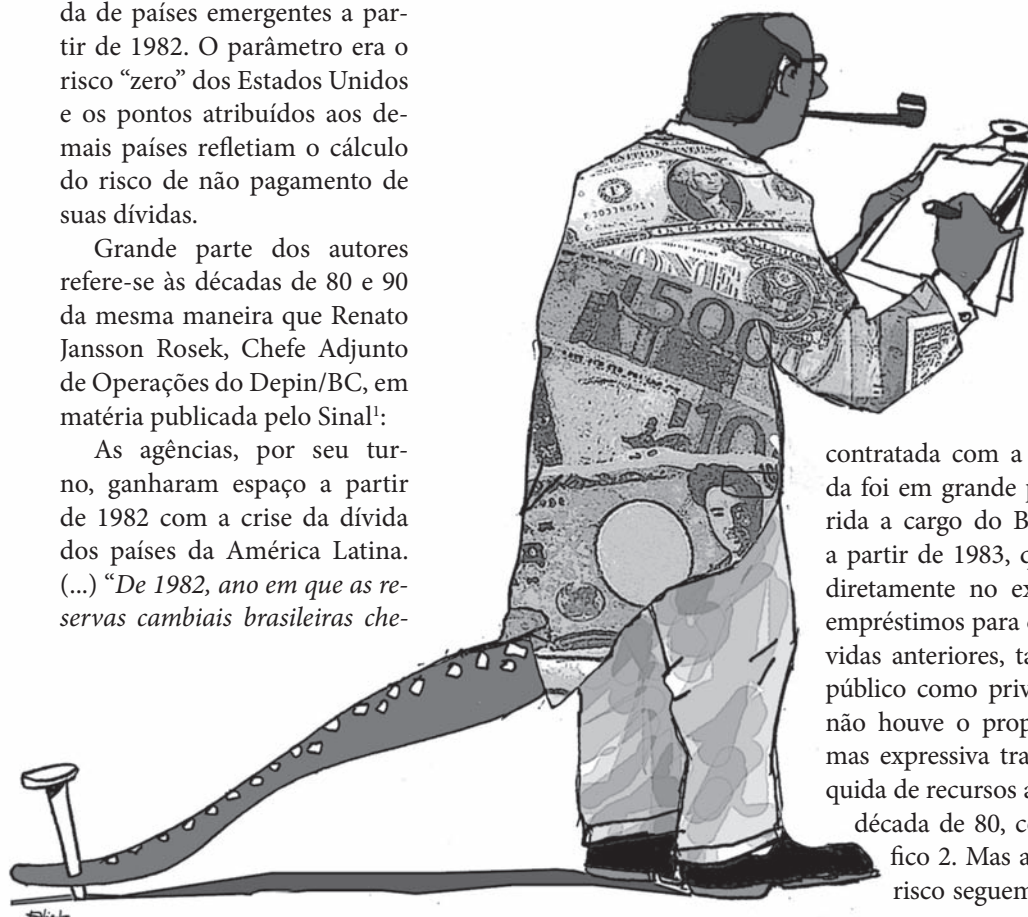 da de países emergentes a par-
tir de 1982. O parâmetro era o
risco “zero” dos Estados Unidos
e os pontos atribuídos aos de-
mais países refletiam o cálculo
do risco de não pagamento de
suas dívidas.
Grande parte dos autores
refere-se às décadas de 80 e 90
da mesma maneira que Renato
Jansson Rosek, Chefe Adjunto
de Operações do Depin/BC, em
matéria publicada pelo Sinal¹:
As agências, por seu tur-
no, ganharam espaço a partir
de 1982 com a crise da dívida
dos países da América Latina.
(...) “De 1982, ano em que as re-
servas cambiais brasileiras che-
ONE
500
10
contratada com a
da foi em grande p
rida a cargo do B
a partir de 1983, q
diretamente no ex
empréstimos para
vidas anteriores, ta
público como priv
não houve o prop
mas expressiva tra
quida de recursos a
década de 80, c
fico 2. Mas a
risco seguem